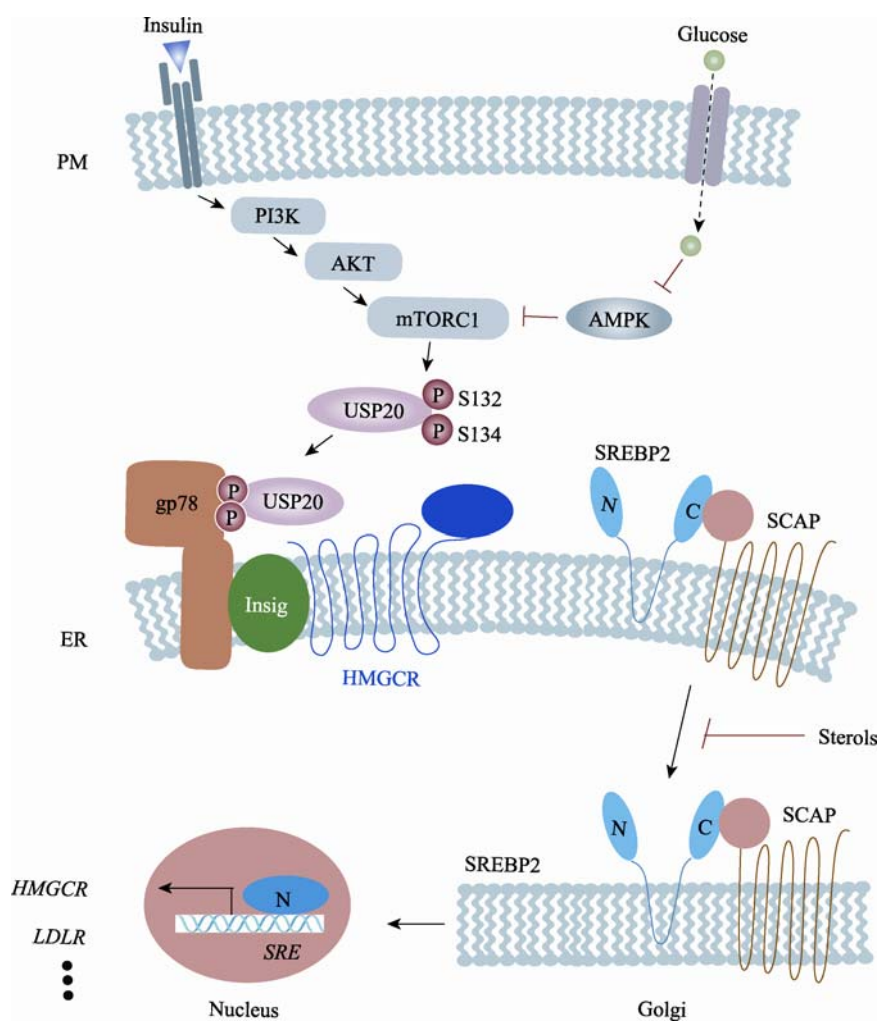 Insulin
Glucose
PM
PI3K
AKT
mTORC1
AMPK
USP20
P
S132
P
S134
SREBP2
gp78
P
P
USP20
N
C
SCAP
Insig
ER
HMGCR
Sterols
N
C
SCAP
SREBP2
HMGCR
N
LDLR
SRE
Nucleus
Golgi